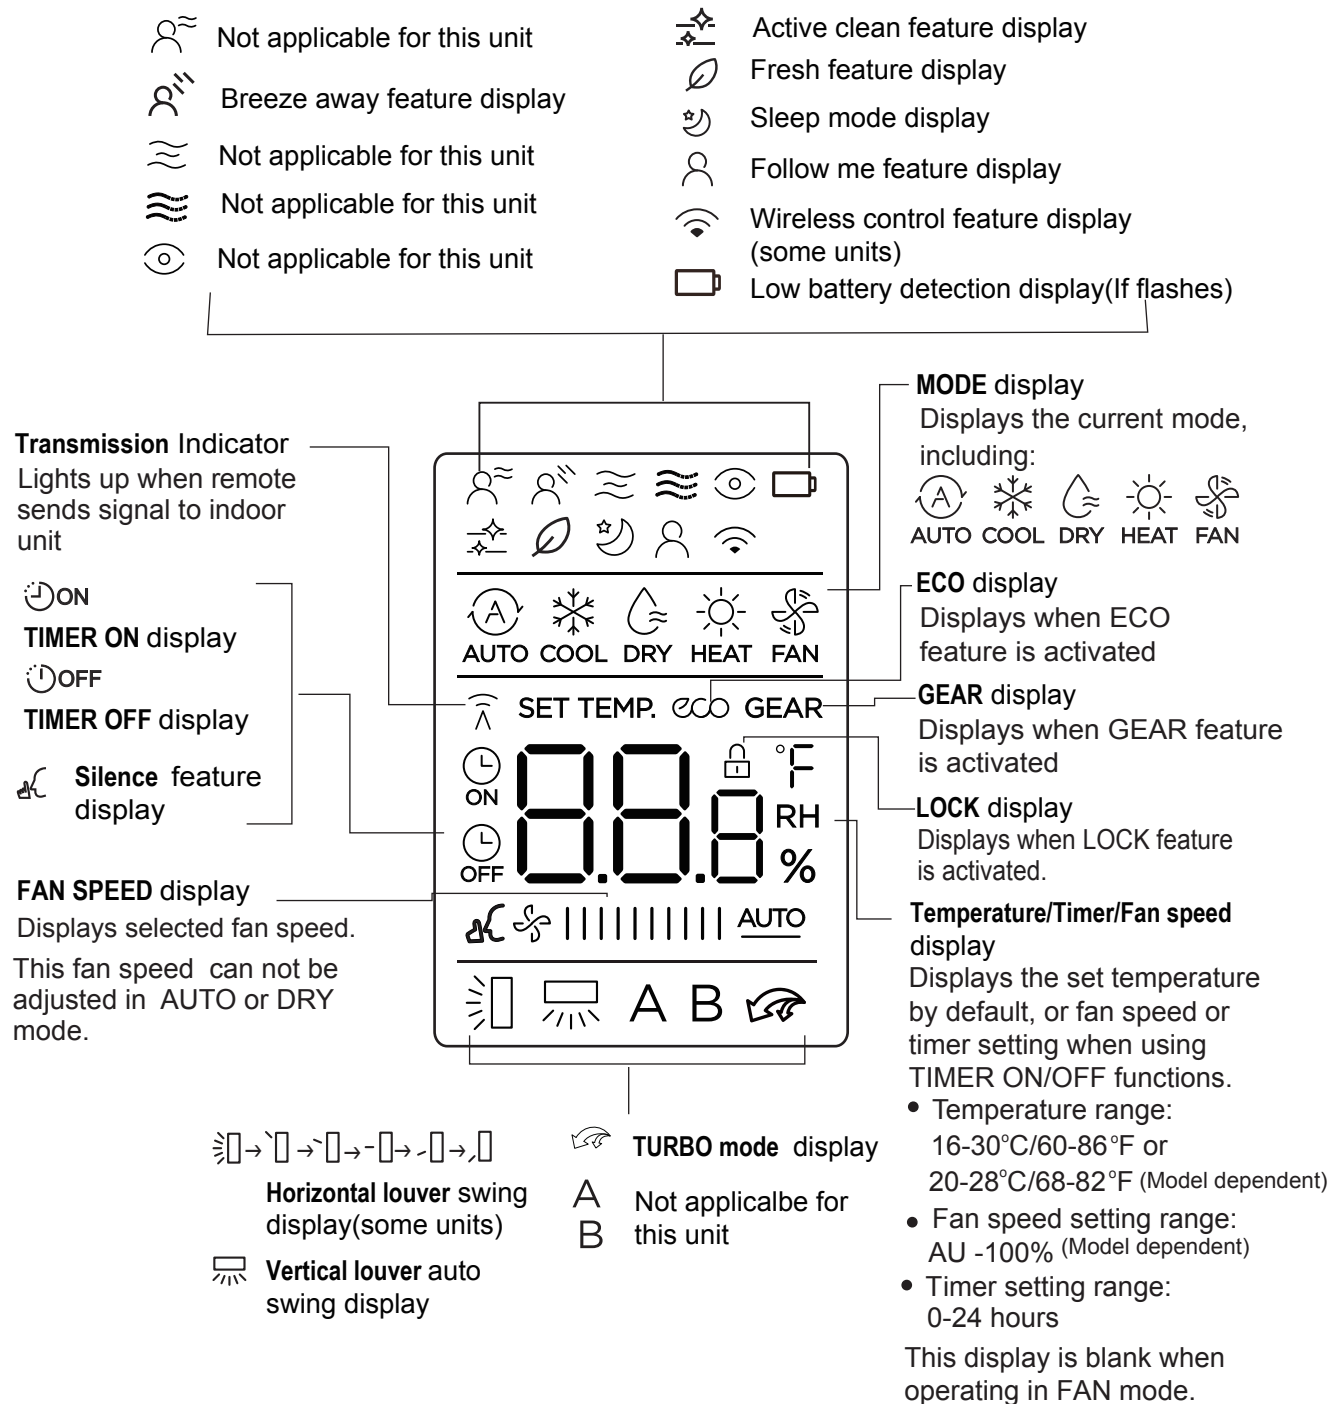 Not applicable for this unit
Breeze away feature display
Not applicable for this unit
Not applicable for this unit
Not applicable for this unit
Active clean feature display
Fresh feature display
Sleep mode display
Follow me feature display
Wireless control feature display
(some units)
Low battery detection display(If flashes)
Transmission Indicator
Lights up when remote
sends signal to indoor
unit
ON
TIMER ON display
OFF
TIMER OFF display
Silence feature
display
FAN SPEED display
Displays selected fan speed.
This fan speed can not be
adjusted in AUTO or DRY
mode.
A
AUTO COOL DRY HEAT FAN
SET TEMP. eco GEAR
ON
OFF
88.8
°F
RH
%
AUTO
A B
MODE display
Displays the current mode,
including:
A
AUTO COOL DRY HEAT FAN
ECO display
Displays when ECO
feature is activated
GEAR display
Displays when GEAR feature
is activated
LOCK display
Displays when LOCK feature
is activated.
Temperature/Timer/Fan speed
display
Displays the set temperature
by default, or fan speed or
timer setting when using
TIMER ON/OFF functions.
• Temperature range:
16-30°C/60-86°F or
20-28°C/68-82°F (Model dependent)
• Fan speed setting range:
AU -100% (Model dependent)
• Timer setting range:
0-24 hours
This display is blank when
operating in FAN mode.
Horizontal louver swing
display(some units)
Vertical louver auto
swing display
TURBO mode display
A
B
Not applicalbe for
this unit